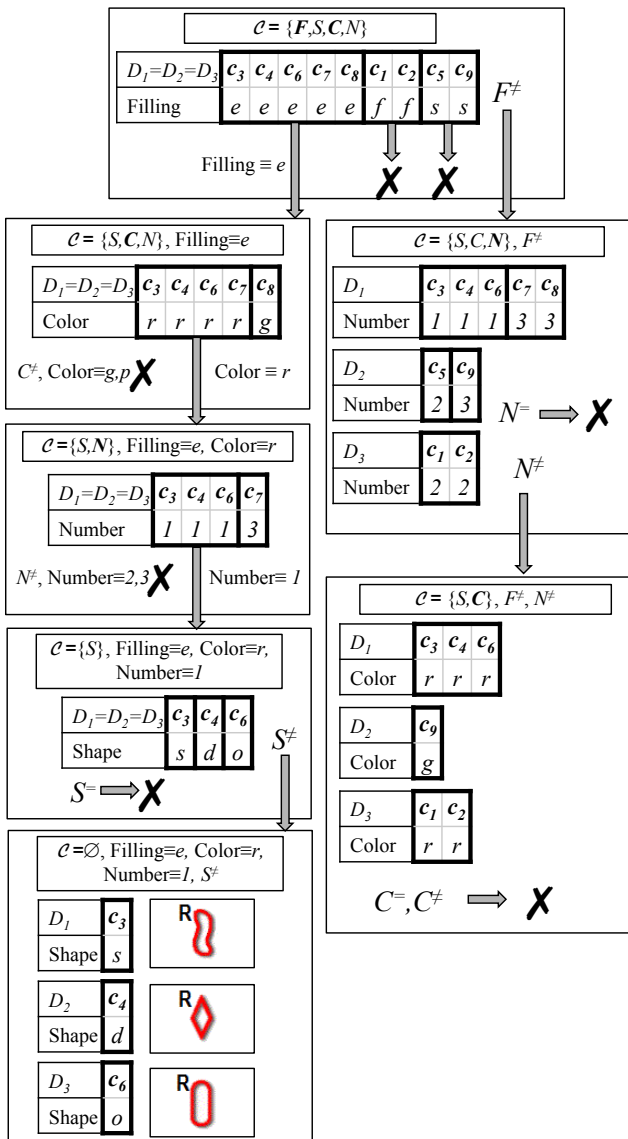 𝒞 = {F,S,C,N}
D₁=D₂=D₃ c₃ c₄ c₆ c₇ c₈ c₁ c₂ c₅ c₉
Filling e e e e e f f s s
F≠
Filling ≡ e
✗ ✗
𝒞 = {S,C,N}, Filling≡e
D₁=D₂=D₃ c₃ c₄ c₆ c₇ c₈
Color r r r r g
C≠, Color≡g,p ✗
Color ≡ r
𝒞={S,N}, Filling≡e, Color≡r
D₁=D₂=D₃ c₃ c₄ c₆ c₇
Number 1 1 1 3
N≠, Number≡2,3 ✗
Number≡ 1
𝒞={S}, Filling≡e, Color≡r,
Number≡1
D₁=D₂=D₃ c₃ c₄ c₆
Shape s d o
S≠
S= ✗
𝒞=∅, Filling≡e, Color≡r,
Number≡1, S≠
D₁ c₃
Shape s
R
D₂ c₄
Shape d
R
D₃ c₆
Shape o
R
𝒞 = {S,C,N}, F≠
D₁ c₃ c₄ c₆ c₇ c₈
Number 1 1 1 3 3
D₂ c₅ c₉
Number 2 3
N= ✗
D₃ c₁ c₂
Number 2 2
N≠
𝒞 = {S,C}, F≠, N≠
D₁ c₃ c₄ c₆
Color r r r
D₂ c₉
Color g
D₃ c₁ c₂
Color r r
C=,C≠ ✗